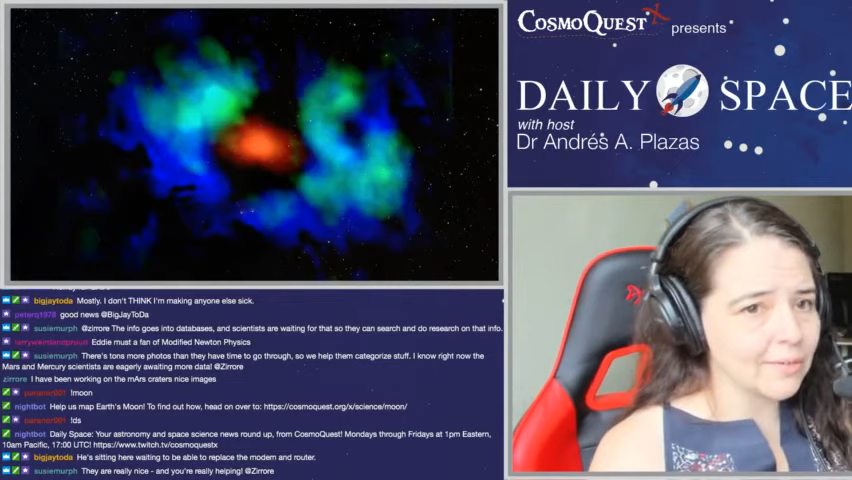 COSMOQUESTX presents
DAILY SPACE
with host
Dr Andrés A. Plazas
bigjaytoda Mostly. I don't THINK I'm making anyone else sick.
peterq1978 good news @BigJayToDa
susiemurph @zirrore The info goes into databases, and scientists are waiting for that so they can search and do research on that info.
Eddie must a fan of Modified Newton Physics
susiemurph There's tons more photos than they have time to go through, so we help them categorize stuff. I know right now the
Mars and Mercury scientists are eagerly awaiting more data! @Zirrore
zirrore I have been working on the mArs craters nice images
!moon
nightbot Help us map Earth's Moon! To find out how, head on over to: https://cosmoquest.org/x/science/moon/
!ds
nightbot Daily Space: Your astronomy and space science news round up, from CosmoQuest! Mondays through Fridays at 1pm Eastern,
10am Pacific, 17:00 UTC! https://www.twitch.tv/cosmoquestx
bigjaytoda He's sitting here waiting to be able to replace the modem and router.
susiemurph They are really nice - and you're really helping! @Zirrore